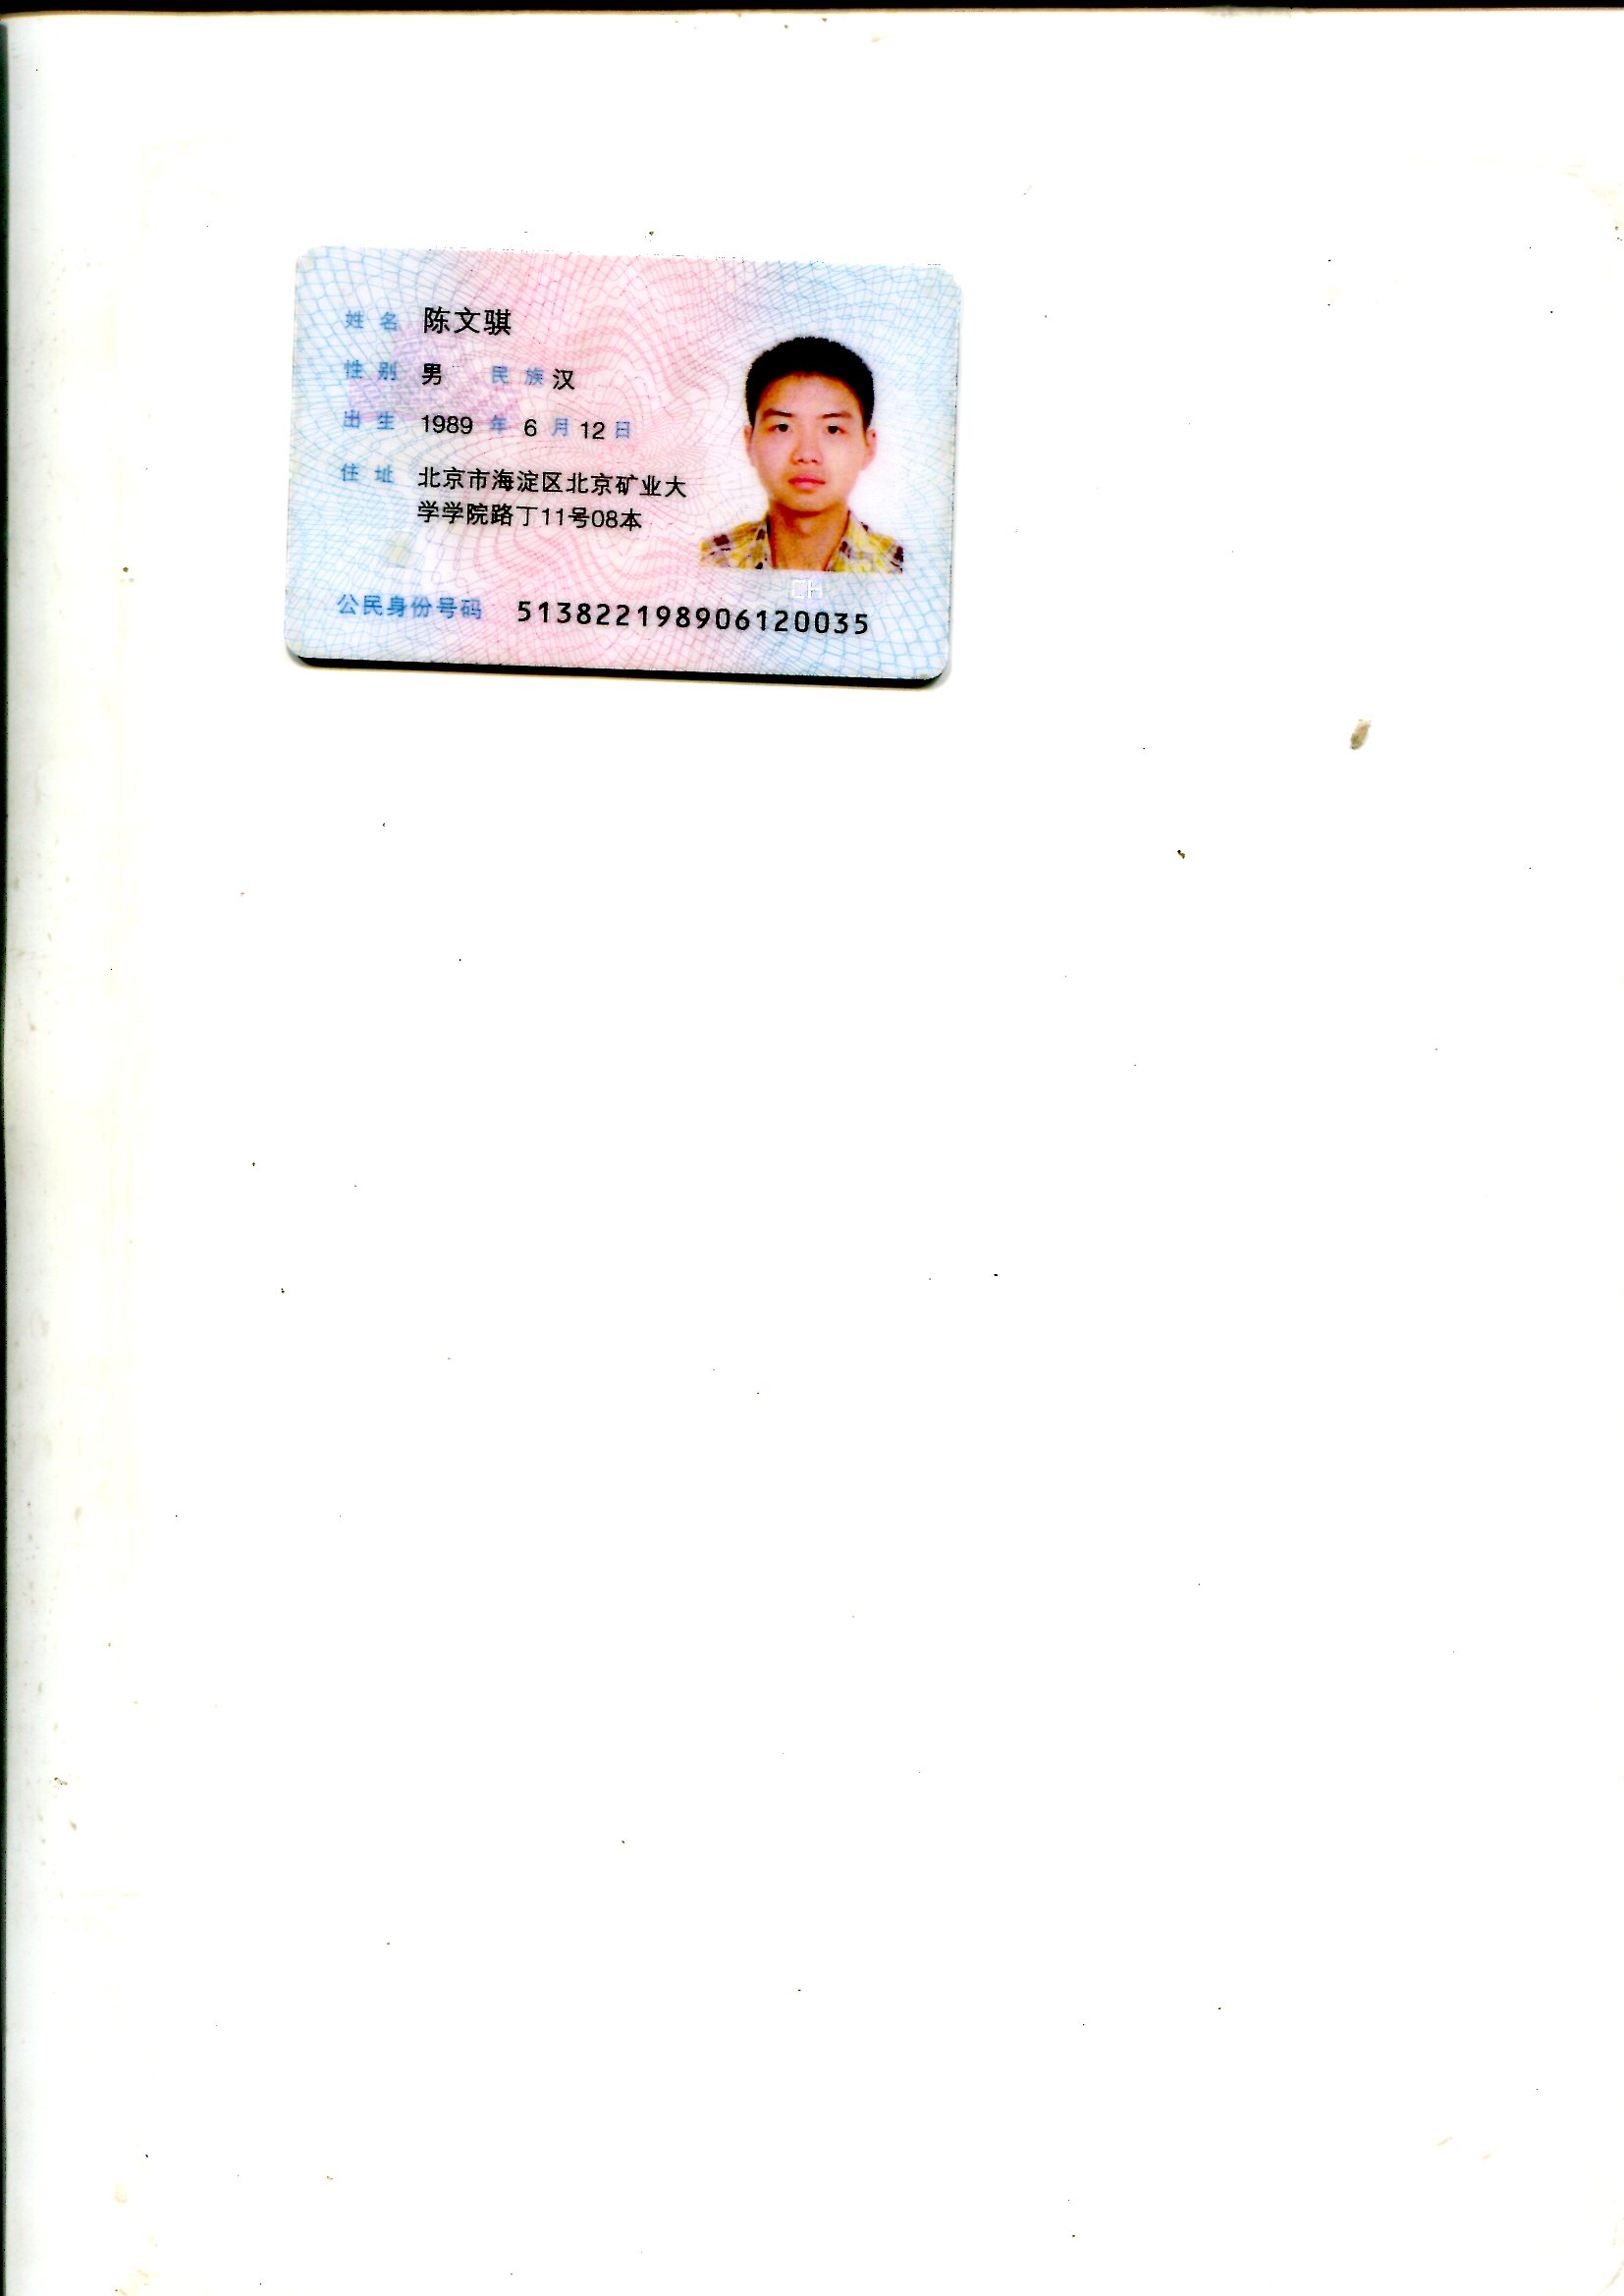 姓名 陈文骐
性别 男 民族 汉
出生 1989 年 6 月 12 日
住址 北京市海淀区北京矿业大
学学院路丁11号08本
公民身份号码 513822198906120035